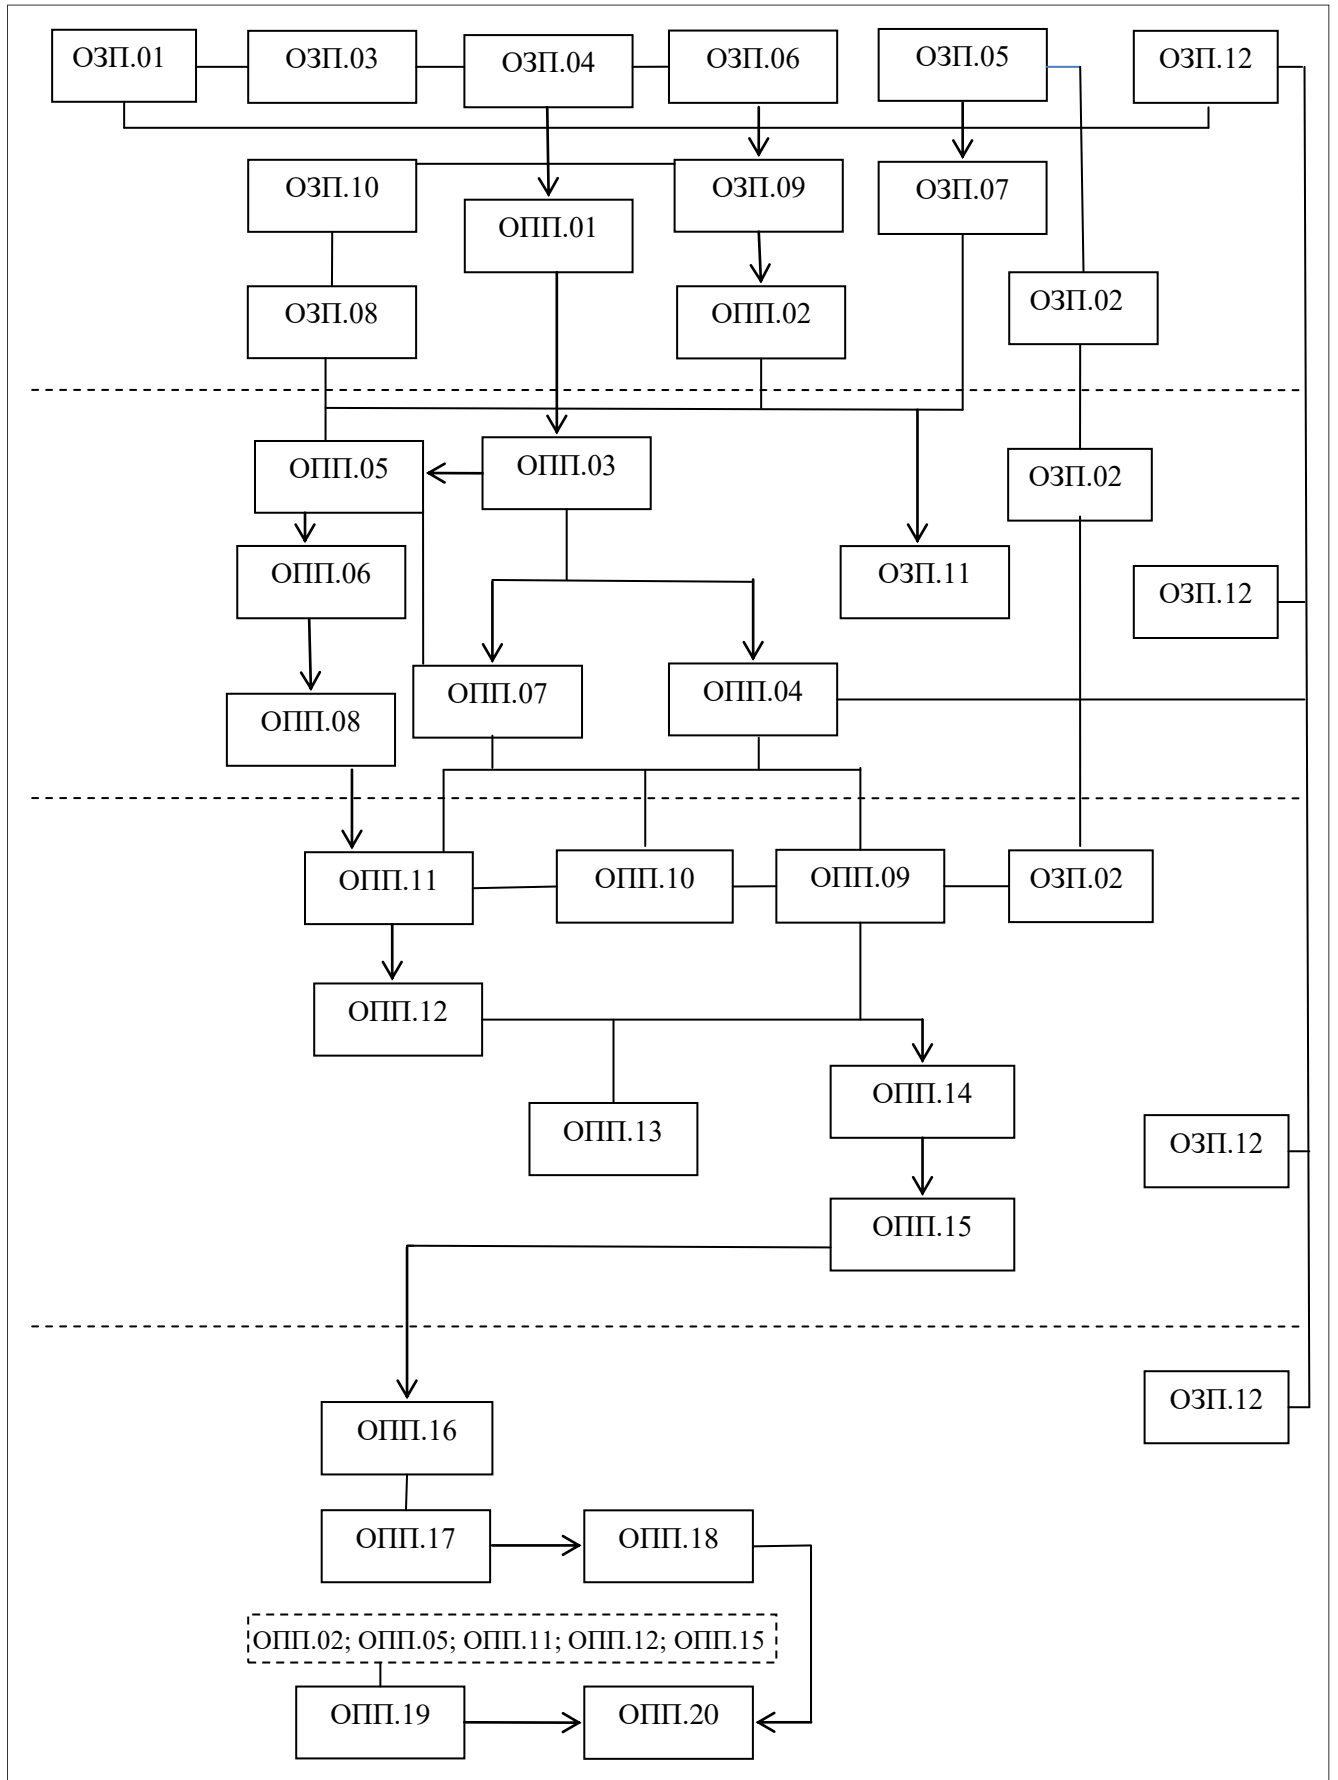 ОЗП.01 ОЗП.03 ОЗП.04 ОЗП.06 ОЗП.05 ОЗП.12
ОЗП.10 ОЗП.09 ОЗП.07
ОПП.01
ОЗП.08 ОПП.02 ОЗП.02
ОПП.05 ОПП.03 ОЗП.02
ОПП.06 ОЗП.11 ОЗП.12
ОПП.07 ОПП.04
ОПП.08
ОПП.11 ОПП.10 ОПП.09 ОЗП.02
ОПП.12
ОПП.14
ОПП.13 ОЗП.12
ОПП.15
ОЗП.12
ОПП.16
ОПП.17 ОПП.18
ОПП.02; ОПП.05; ОПП.11; ОПП.12; ОПП.15
ОПП.19 ОПП.20